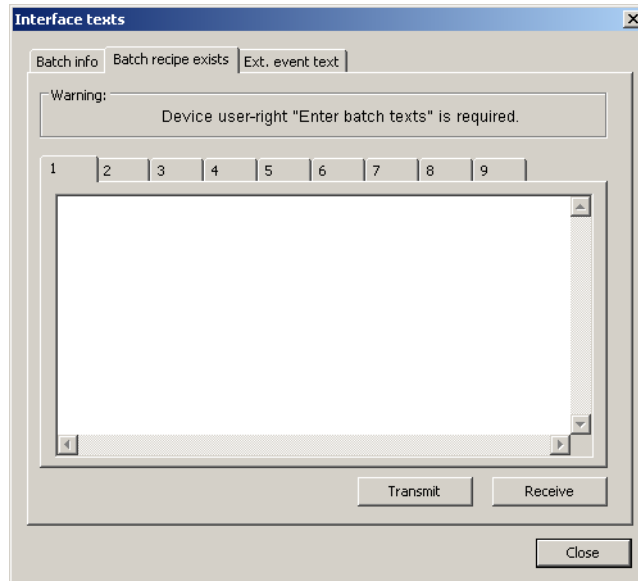 Interface texts
Batch info Batch recipe exists Ext. event text
Warning:
Device user-right "Enter batch texts" is required.
1 2 3 4 5 6 7 8 9
Transmit Receive
Close